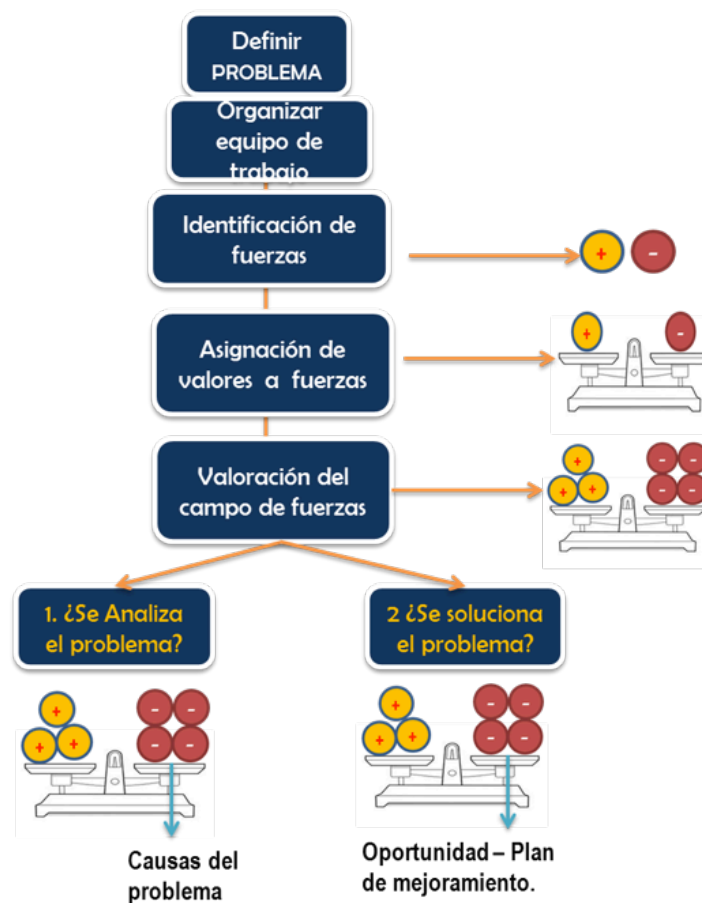 Definir
PROBLEMA
Organizar
equipo de
trabajo
Identificación de
fuerzas
+
-
Asignación de
valores a fuerzas
+
-
Valoración del
campo de fuerzas
+
+ +
- -
- -
1. ¿Se Analiza
el problema?
2 ¿Se soluciona
el problema?
+
+ +
- -
- -
+
+ +
- -
- -
Causas del
problema
Oportunidad – Plan
de mejoramiento.